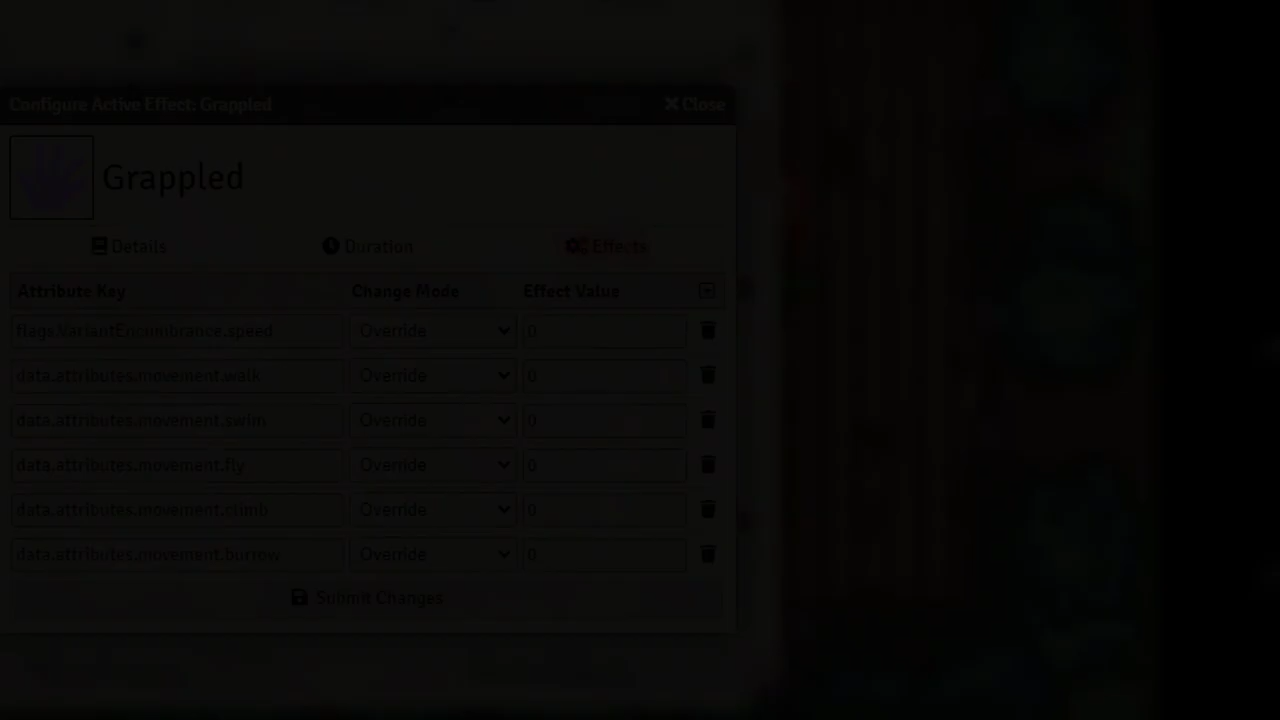 Configure Active Effect: Grappled Close
Grappled
Details Duration Effects
Attribute Key Change Mode Effect Value
flags.VariantEncumbrance.speed Override 0
data.attributes.movement.walk Override 0
data.attributes.movement.swim Override 0
data.attributes.movement.fly Override 0
data.attributes.movement.climb Override 0
data.attributes.movement.burrow Override 0
Submit Changes